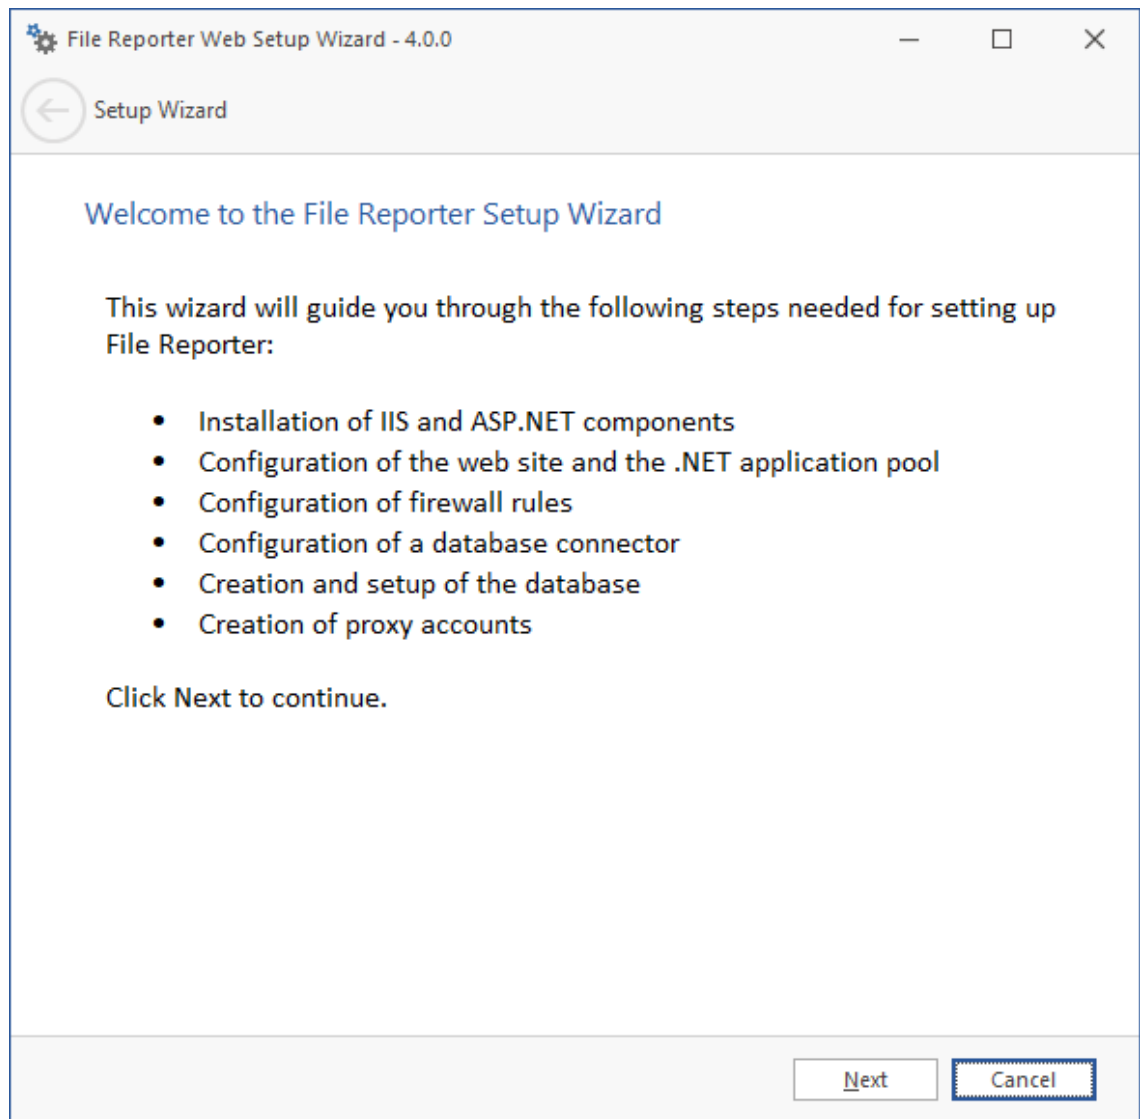 File Reporter Web Setup Wizard - 4.0.0
Setup Wizard
Welcome to the File Reporter Setup Wizard
This wizard will guide you through the following steps needed for setting up
File Reporter:
• Installation of IIS and ASP.NET components
• Configuration of the web site and the .NET application pool
• Configuration of firewall rules
• Configuration of a database connector
• Creation and setup of the database
• Creation of proxy accounts
Click Next to continue.
Next Cancel